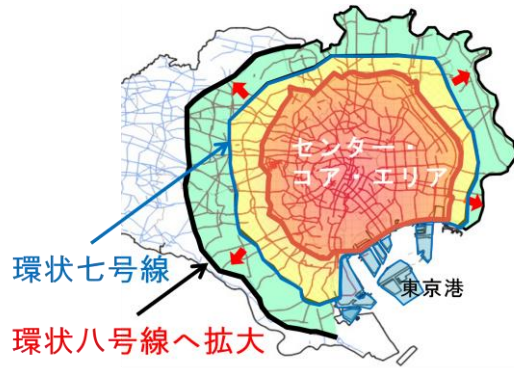 センター・
コア・エリア
環状七号線
東京港
環状八号線へ拡大